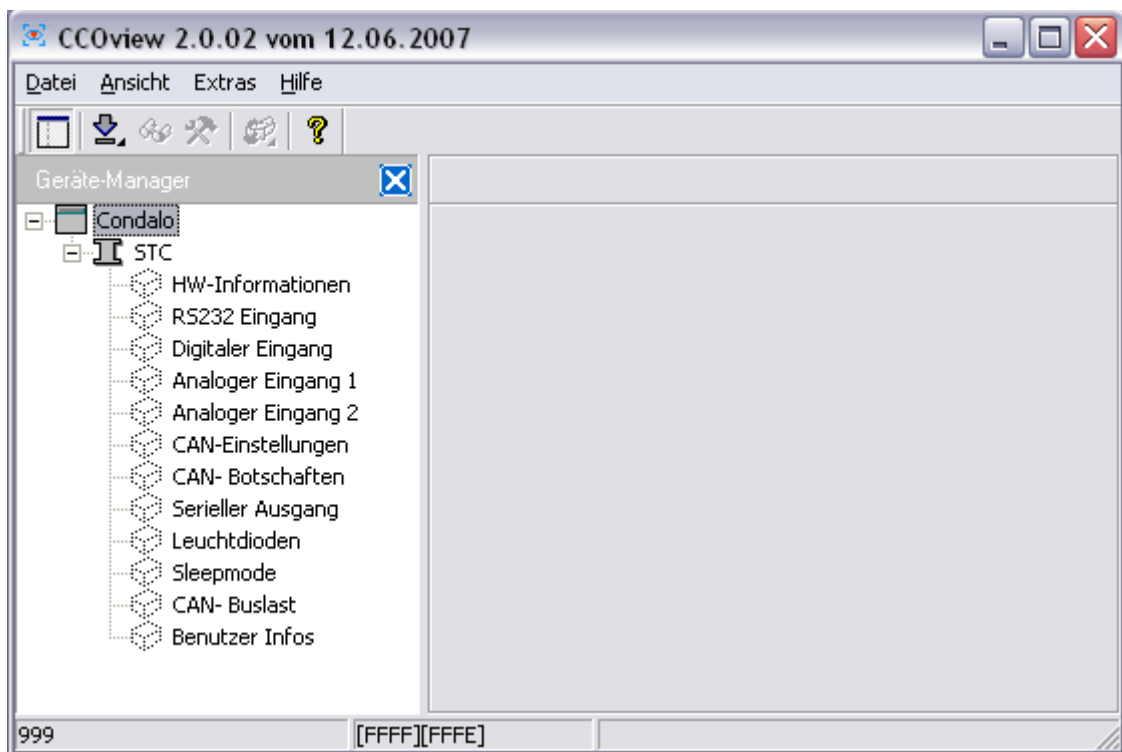 CCOview 2.0.02 vom 12.06.2007
Datei Ansicht Extras Hilfe
Geräte-Manager
Condalo
STC
HW-Informationen
RS232 Eingang
Digitaler Eingang
Analoger Eingang 1
Analoger Eingang 2
CAN-Einstellungen
CAN- Botschaften
Serieller Ausgang
Leuchtdioden
Sleepmode
CAN- Buslast
Benutzer Infos
999 [FFFF][FFFE]